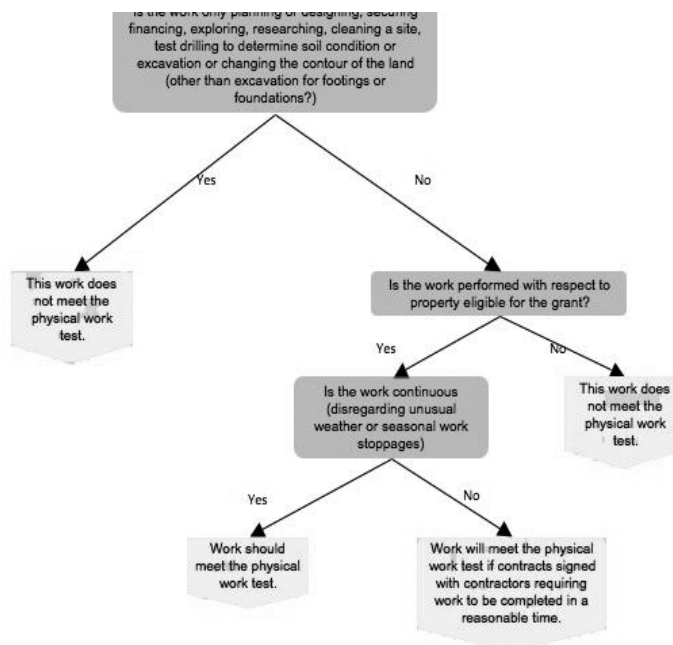 Is the work only planning or designing, securing
financing, exploring, researching, cleaning a site,
test drilling to determine soil condition or
excavation or changing the contour of the land
(other than excavation for footings or
foundations?)
Yes
No
This work does
not meet the
physical work
test.
Is the work performed with respect to
property eligible for the grant?
Yes
No
Is the work continuous
(disregarding unusual
weather or seasonal work
stoppages)
This work does
not meet the
physical work
test.
Yes
No
Work should
meet the physical
work test.
Work will meet the physical
work test if contracts signed
with contractors requiring
work to be completed in a
reasonable time.